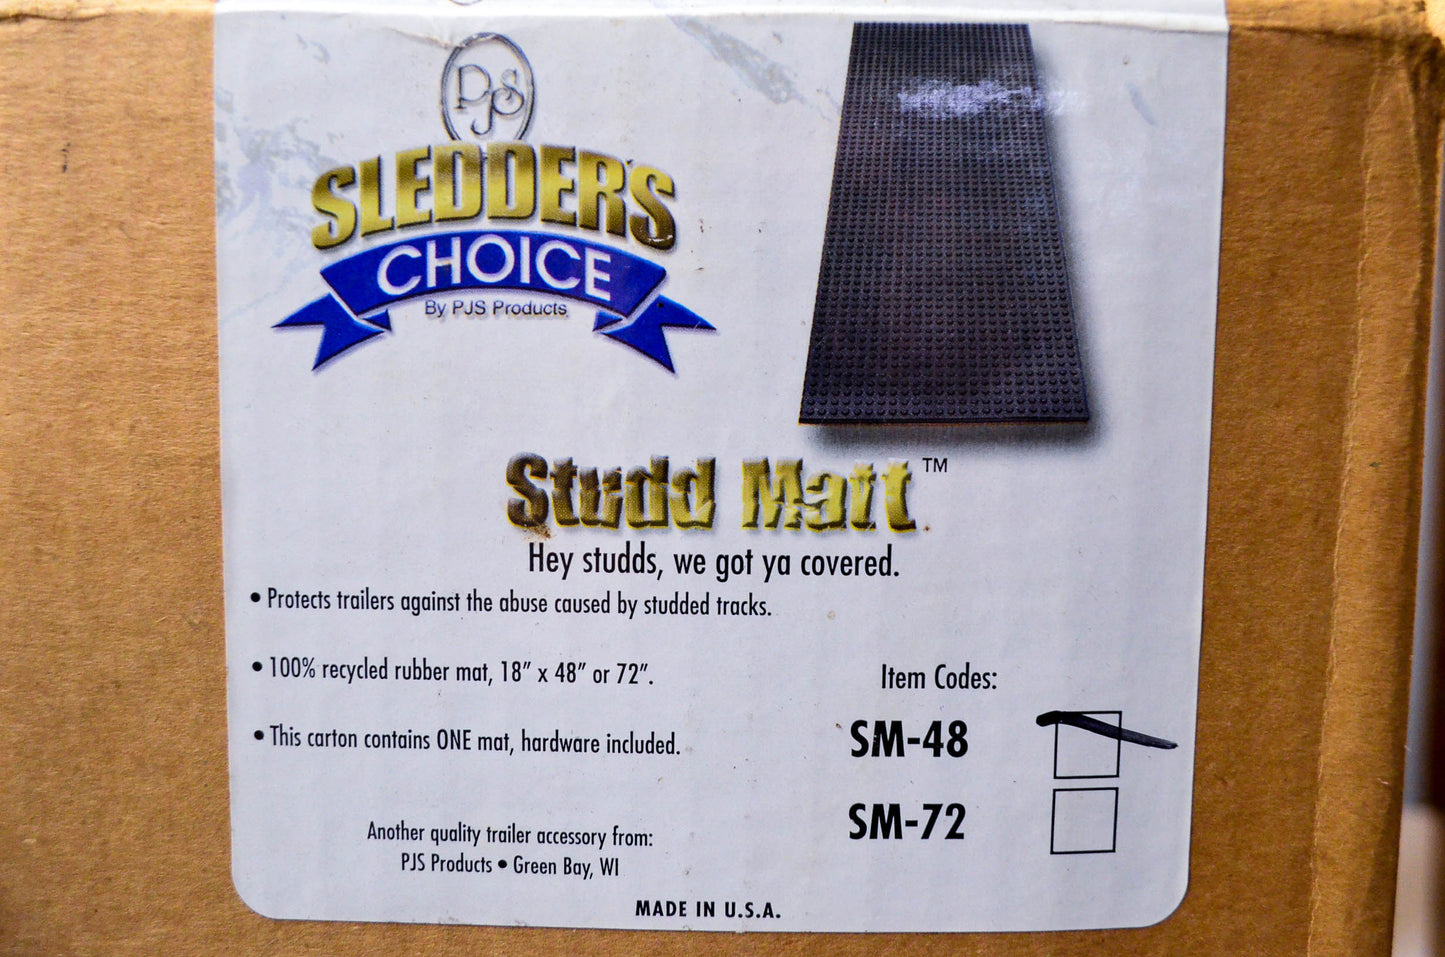 PJS
SLEDDERS
CHOICE
By PJS Products
Studd Matt™
Hey studds, we got ya covered.
• Protects trailers against the abuse caused by studded tracks.
• 100% recycled rubber mat, 18” x 48” or 72”.
• This carton contains ONE mat, hardware included.
Item Codes:
SM-48
SM-72
Another quality trailer accessory from:
PJS Products • Green Bay, WI
MADE IN U.S.A.